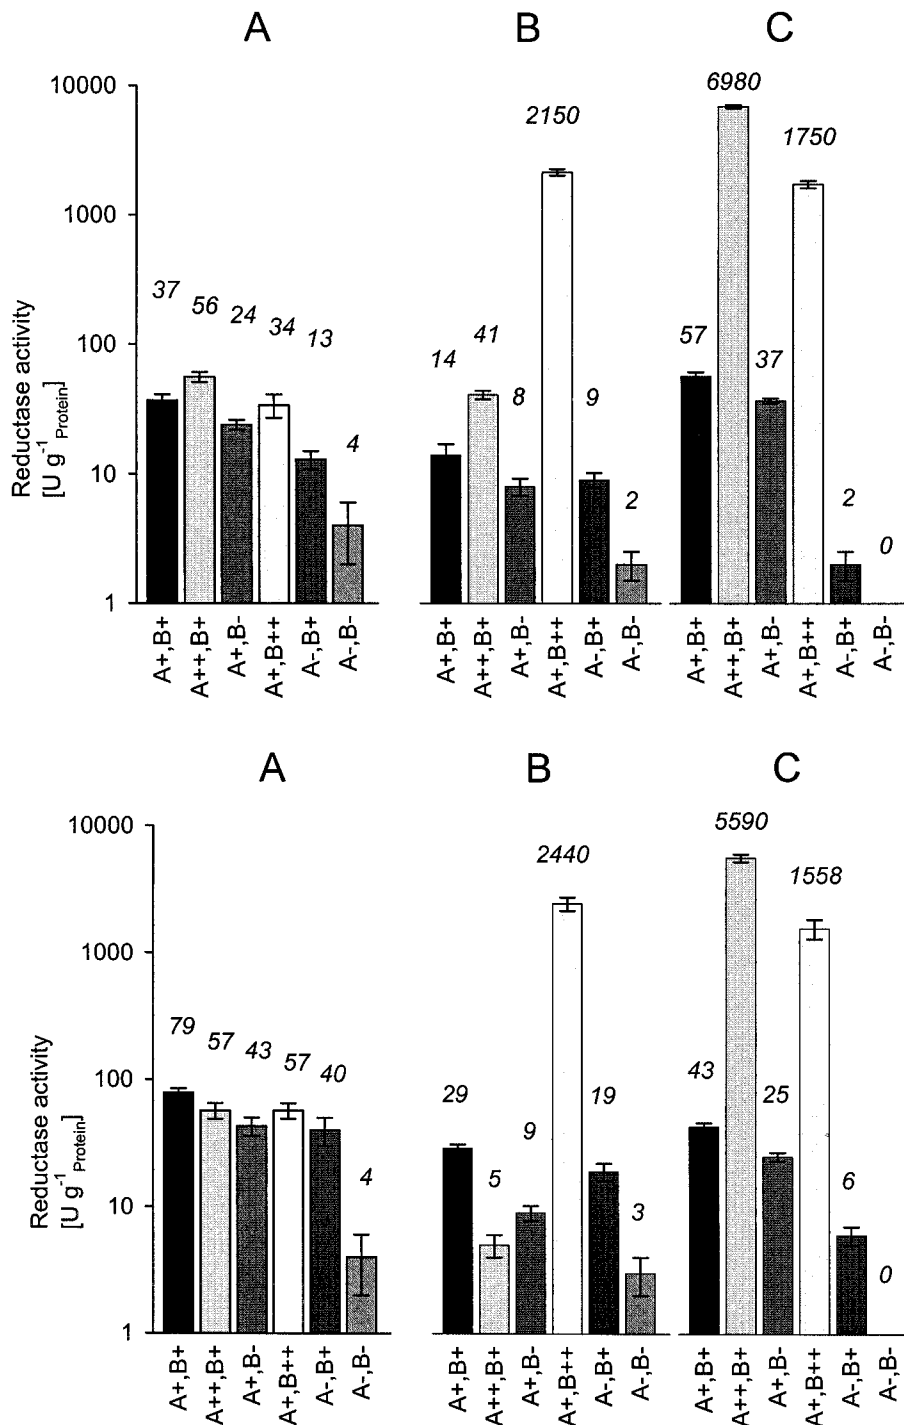 A B C
10000
1000
100
10
1
Reductase activity
[U g-1 Protein]
37 56 24 34 13 4
14 41 8 2150 9 2
57 6980 37 1750 2 0
A+,B+ A++,B+ A+,B- A+,B++ A-,B+ A-,B-
A+,B+ A++,B+ A+,B- A+,B++ A-,B+ A-,B-
A+,B+ A++,B+ A+,B- A+,B++ A-,B+ A-,B-
A B C
10000
1000
100
10
1
Reductase activity
[U g-1 Protein]
79 57 43 57 40 4
29 5 9 2440 19 3
43 5590 25 1558 6 0
A+,B+ A++,B+ A+,B- A+,B++ A-,B+ A-,B-
A+,B+ A++,B+ A+,B- A+,B++ A-,B+ A-,B-
A+,B+ A++,B+ A+,B- A+,B++ A-,B+ A-,B-